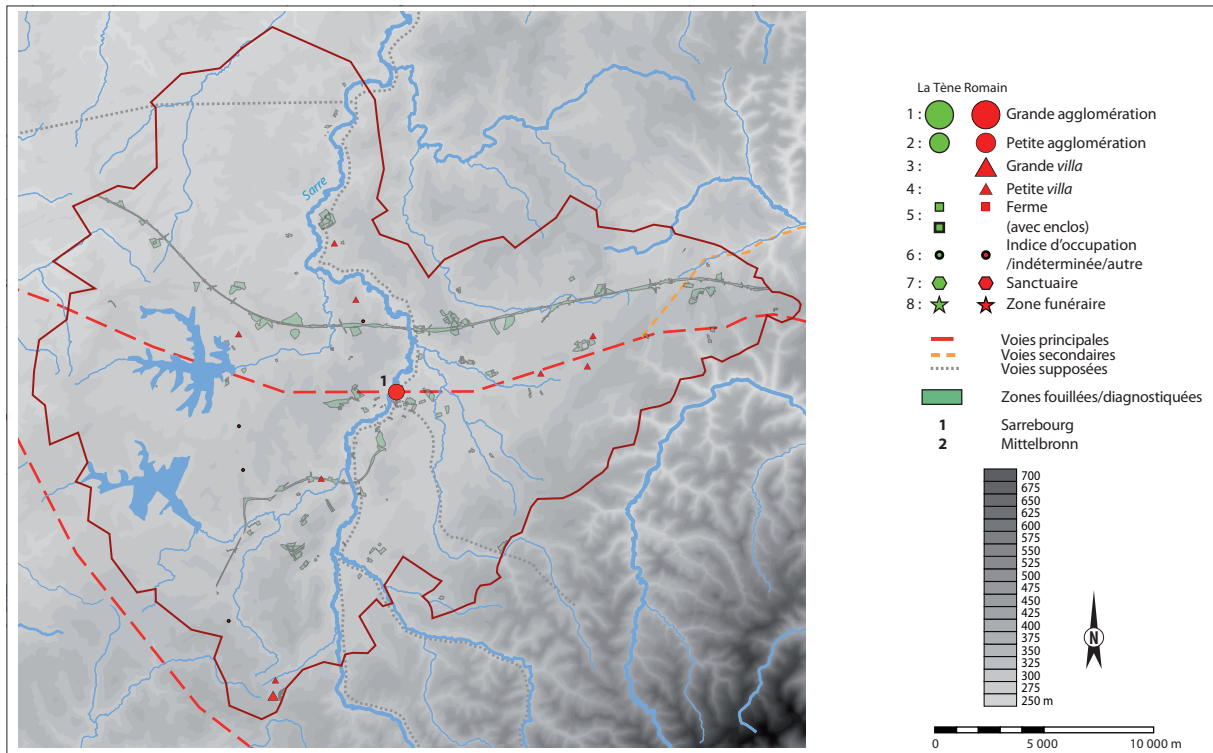 Sarre
1
La Tène Romain
1 : Grande agglomération
2 : Petite agglomération
3 : Grande villa
4 : Petite villa
5 : Ferme
(avec enclos)
6 : Indice d'occupation
/indéterminée/autre
7 : Sanctuaire
8 : Zone funéraire
Voies principales
Voies secondaires
Voies supposées
Zones fouillées/diagnostiquées
1 Sarrebourg
2 Mittelbronn
700
675
650
625
600
575
550
525
500
475
450
425
400
375
350
325
300
275
250 m
N
0 5 000 10 000 m